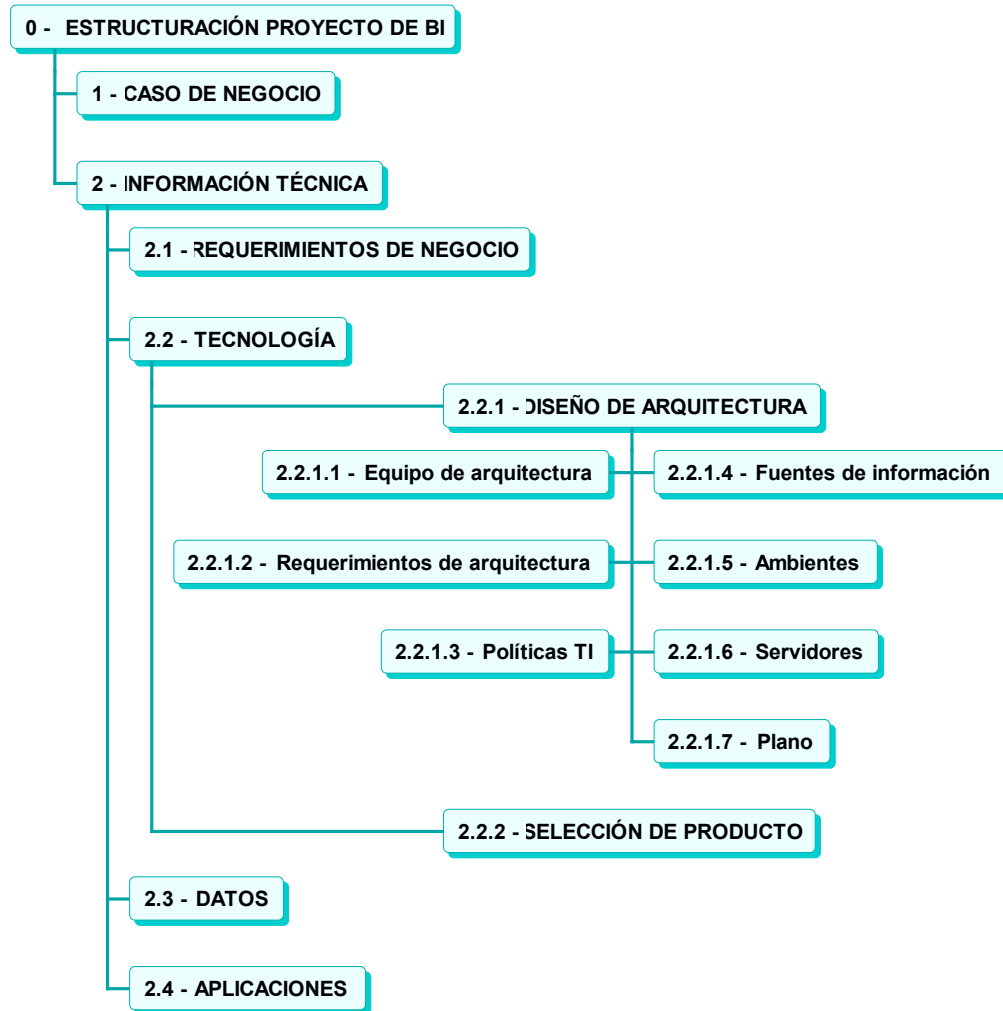 0 - ESTRUCTURACIÓN PROYECTO DE BI
1 - CASO DE NEGOCIO
2 - INFORMACIÓN TÉCNICA
2.1 - REQUERIMIENTOS DE NEGOCIO
2.2 - TECNOLOGÍA
2.2.1 - DISEÑO DE ARQUITECTURA
2.2.1.1 - Equipo de arquitectura
2.2.1.4 - Fuentes de información
2.2.1.2 - Requerimientos de arquitectura
2.2.1.5 - Ambientes
2.2.1.3 - Políticas TI
2.2.1.6 - Servidores
2.2.1.7 - Plano
2.2.2 - SELECCIÓN DE PRODUCTO
2.3 - DATOS
2.4 - APLICACIONES